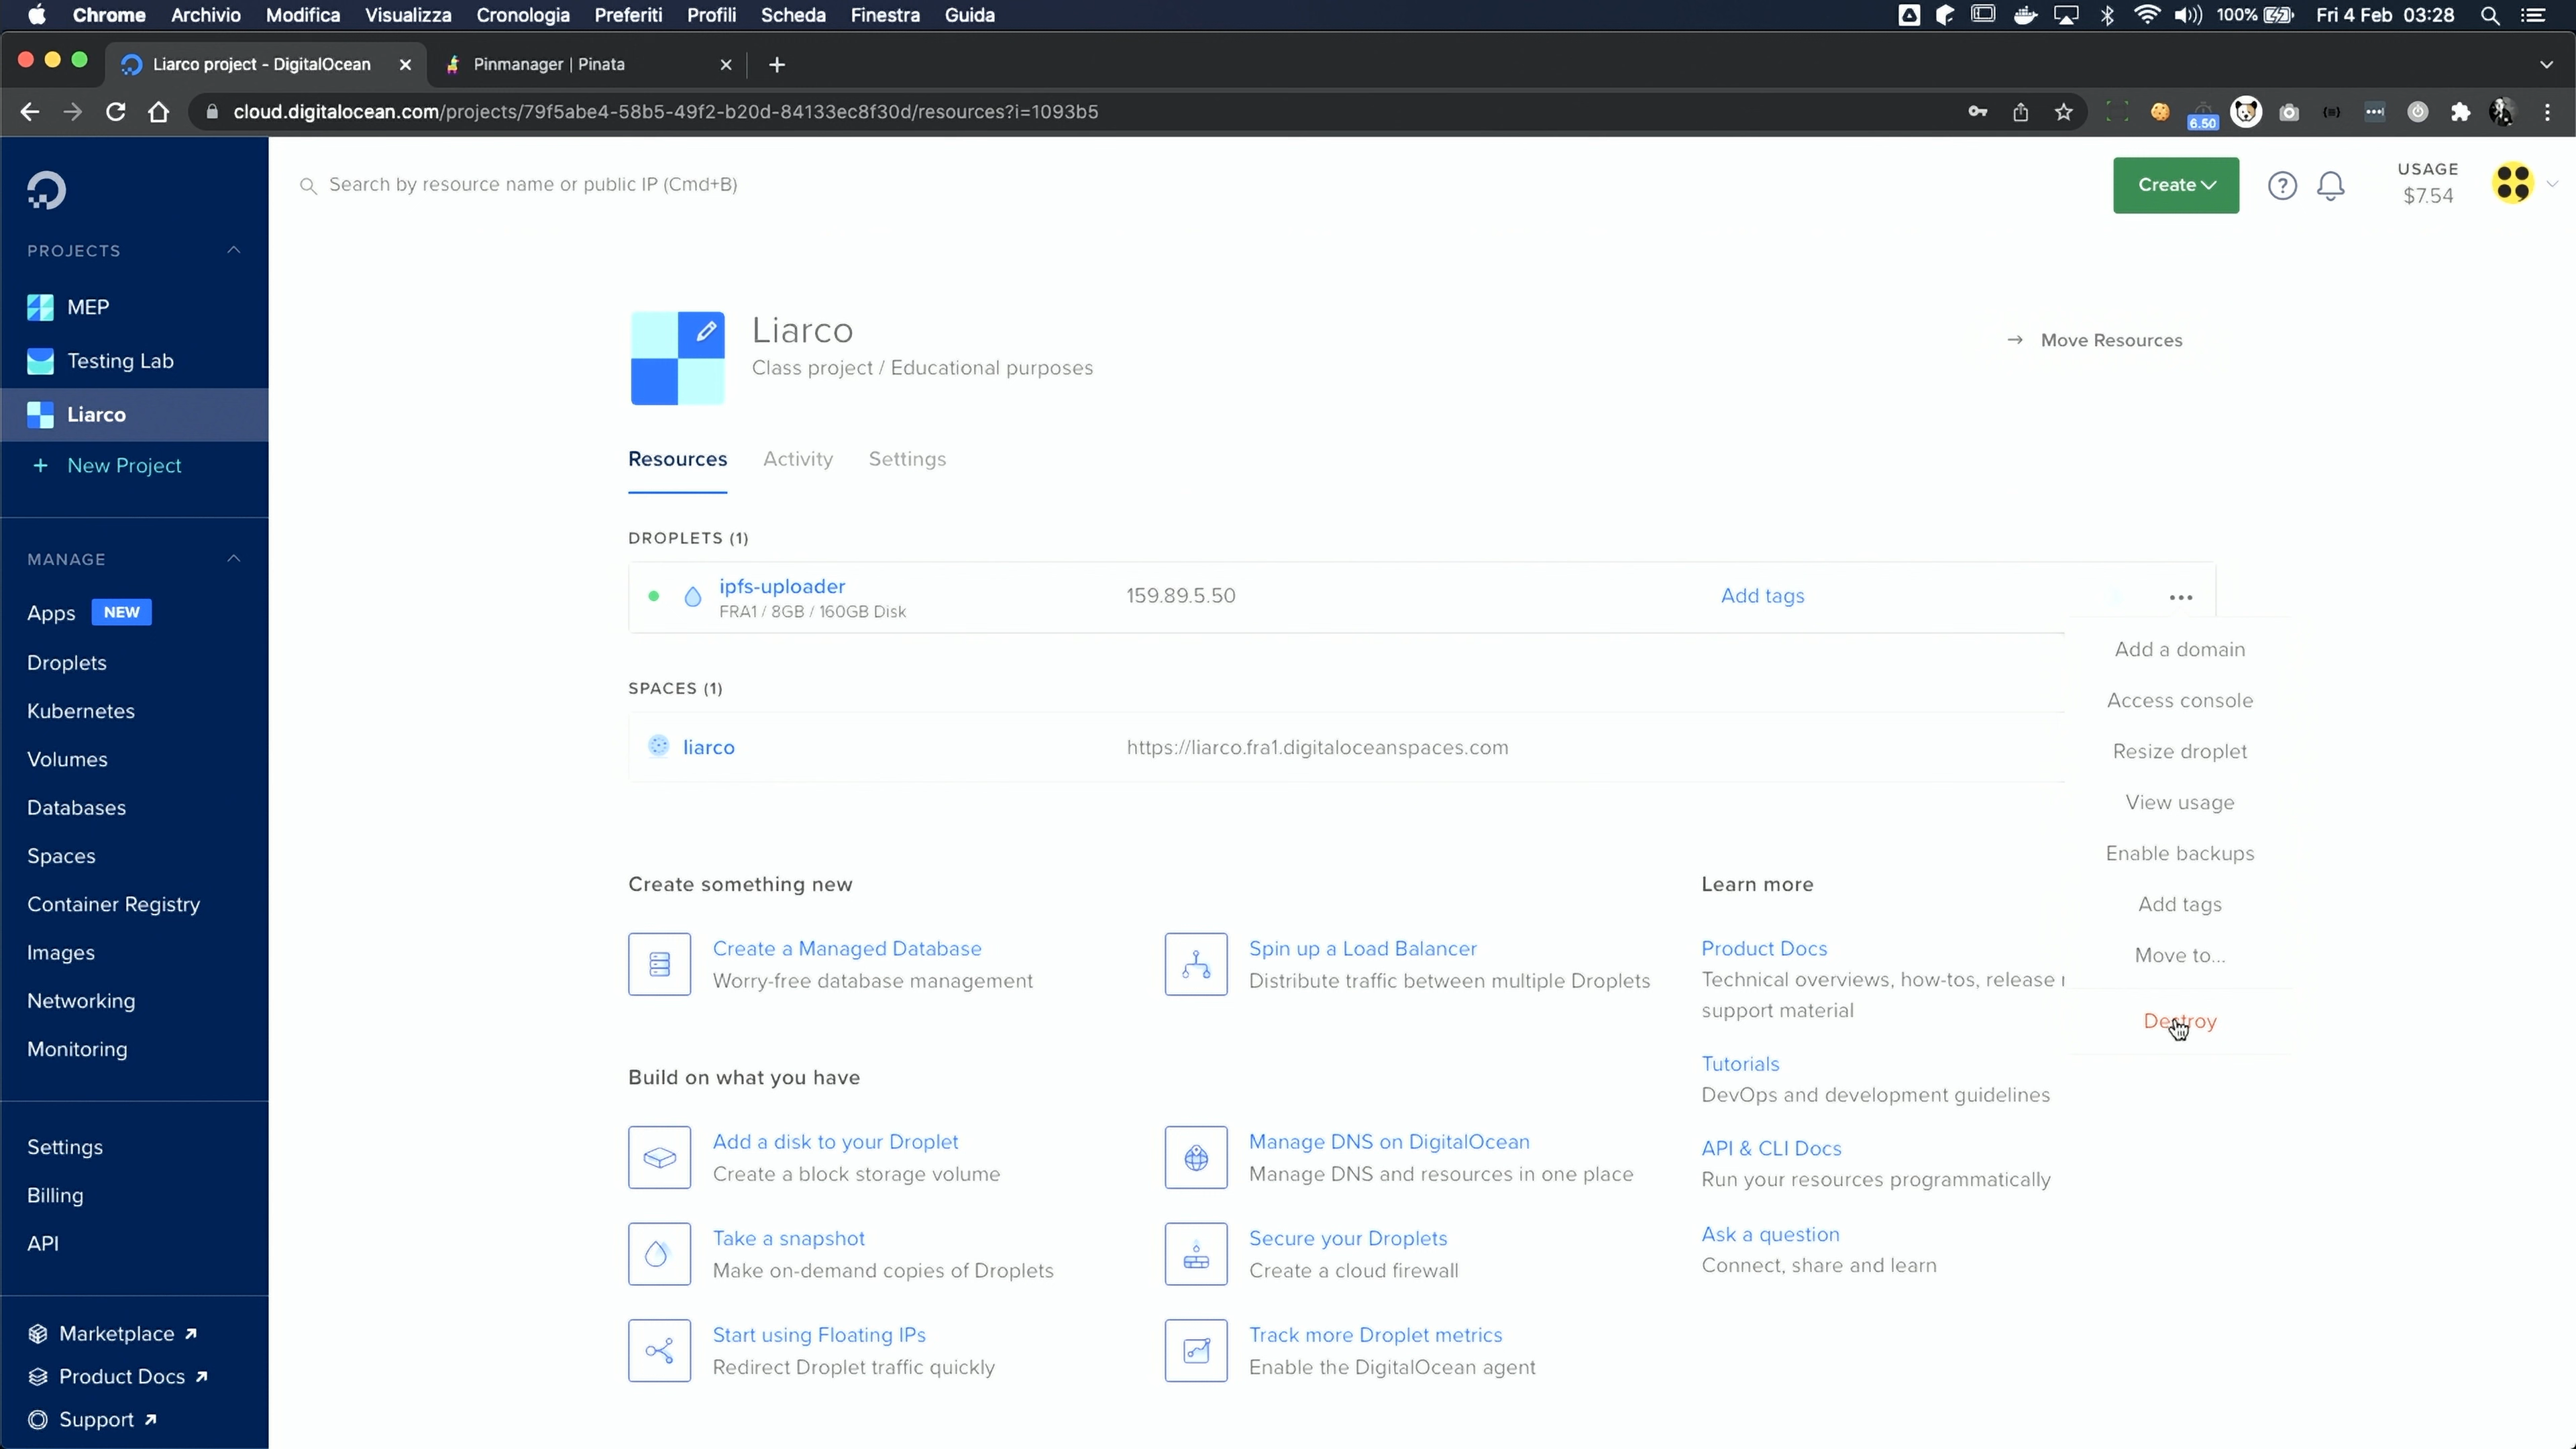 Chrome Archivio Modifica Visualizza Cronologia Preferiti Profili Scheda Finestra Guida 100% Fri 4 Feb 03:28
Liarco project - DigitalOcean Pinmanager | Pinata
cloud.digitalocean.com/projects/79f5abe4-58b5-49f2-b20d-84133ec8f30d/resources?i=1093b5
6.50
Search by resource name or public IP (Cmd+B)
Create
USAGE
$7.54
PROJECTS
MEP
Testing Lab
Liarco
+ New Project
MANAGE
Apps NEW
Droplets
Kubernetes
Volumes
Databases
Spaces
Container Registry
Images
Networking
Monitoring
Settings
Billing
API
Marketplace
Product Docs
Support
Liarco
Class project / Educational purposes
Move Resources
Resources Activity Settings
DROPLETS (1)
ipfs-uploader
FRA1 / 8GB / 160GB Disk
159.89.5.50
Add tags
Add a domain
Access console
Resize droplet
View usage
Enable backups
Add tags
Move to...
Destroy
SPACES (1)
liarco https://liarco.fra1.digitaloceanspaces.com
Create something new
Create a Managed Database
Worry-free database management
Spin up a Load Balancer
Distribute traffic between multiple Droplets
Build on what you have
Add a disk to your Droplet
Create a block storage volume
Manage DNS on DigitalOcean
Manage DNS and resources in one place
Take a snapshot
Make on-demand copies of Droplets
Secure your Droplets
Create a cloud firewall
Start using Floating IPs
Redirect Droplet traffic quickly
Track more Droplet metrics
Enable the DigitalOcean agent
Learn more
Product Docs
Technical overviews, how-tos, release
support material
Tutorials
DevOps and development guidelines
API & CLI Docs
Run your resources programmatically
Ask a question
Connect, share and learn